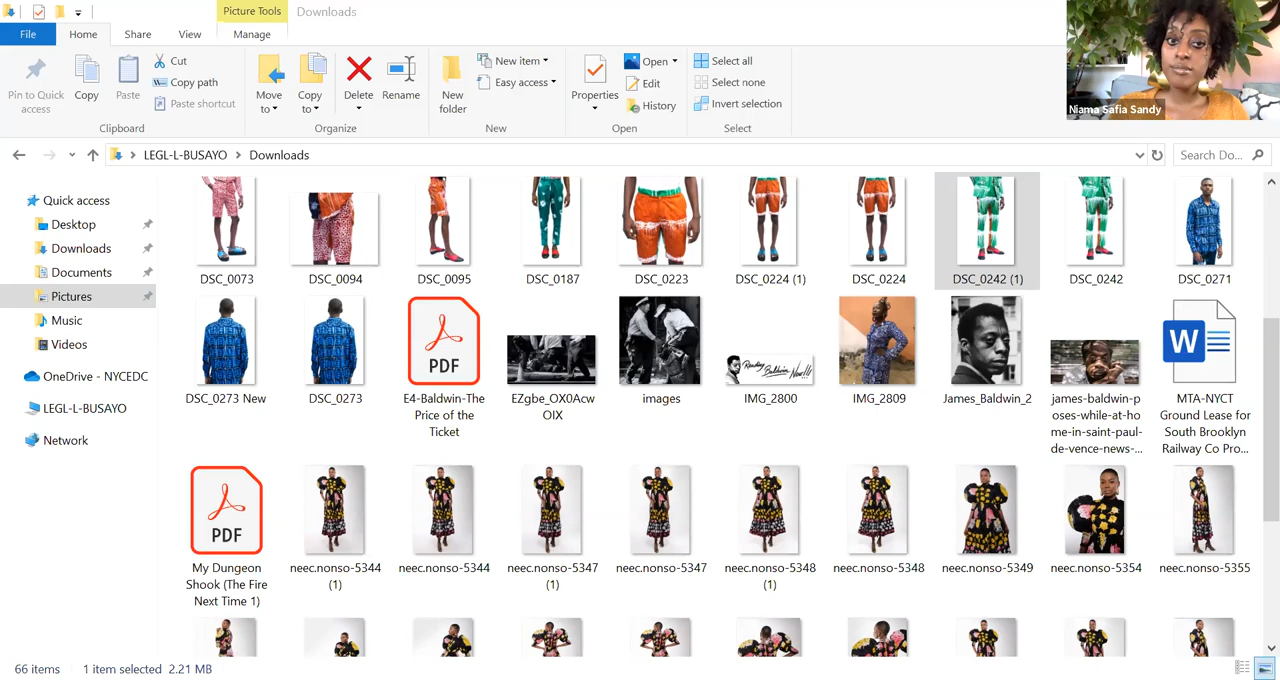 Picture Tools
Downloads
File
Home
Share
View
Manage
Pin to Quick
access
Copy
Paste
Cut
Copy path
Paste shortcut
Clipboard
Move
to
Copy
to
Delete
Rename
Organize
New
folder
New item
Easy access
New
Properties
Open
Edit
History
Open
Select all
Select none
Invert selection
Select
Niama Safia Sandy
LEGL-L-BUSAYO > Downloads
Search Do...
Quick access
Desktop
Downloads
Documents
Pictures
Music
Videos
OneDrive - NYCEDC
LEGL-L-BUSAYO
Network
DSC_0073
DSC_0094
DSC_0095
DSC_0187
DSC_0223
DSC_0224 (1)
DSC_0224
DSC_0242 (1)
DSC_0242
DSC_0271
PDF
Reading
Baldwin Now!!!
W
DSC_0273 New
DSC_0273
E4-Baldwin-The
Price of the
Ticket
EZgbe_OX0Acw
OIX
images
IMG_2800
IMG_2809
James_Baldwin_2
james-baldwin-p
oses-while-at-ho
me-in-saint-paul-
de-vence-news-...
MTA-NYCT
Ground Lease for
South Brooklyn
Railway Co Pro...
PDF
My Dungeon
Shook (The Fire
Next Time 1)
neec.nonso-5344
(1)
neec.nonso-5344
neec.nonso-5347
(1)
neec.nonso-5347
neec.nonso-5348
(1)
neec.nonso-5348
neec.nonso-5349
neec.nonso-5354
neec.nonso-5355
66 items
1 item selected 2.21 MB